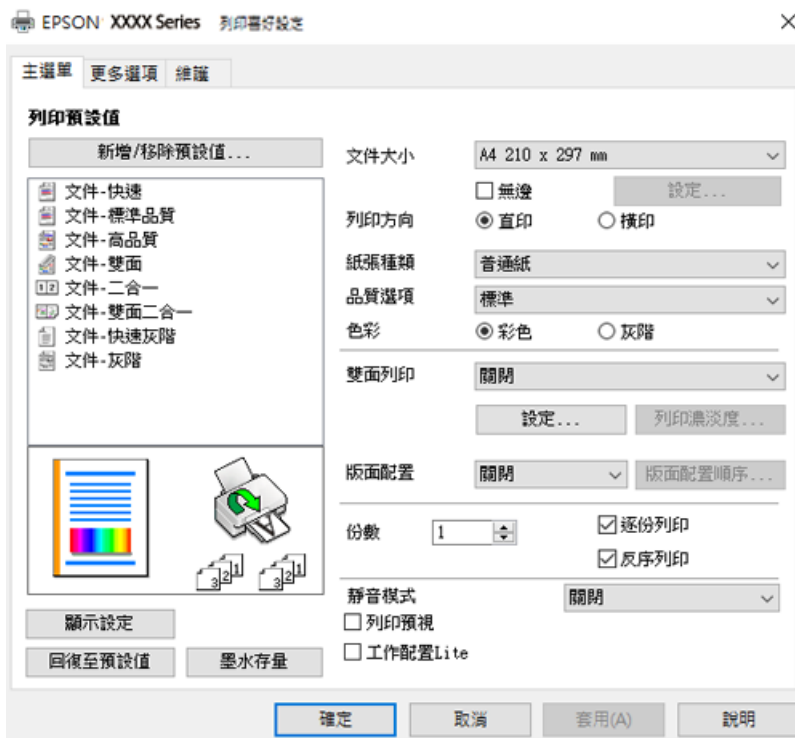 EPSON XXXX Series 列印喜好設定
主選單 更多選項 維護
列印預設值
新增/移除預設值...
文件-快速
文件-標準品質
文件-高品質
文件-雙面
文件-二合一
文件-雙面二合一
文件-快速灰階
文件-灰階
顯示設定
回復至預設值 墨水存量
文件大小 A4 210 x 297 mm
無邊 設定...
列印方向 直印 橫印
紙張種類 普通紙
品質選項 標準
色彩 彩色 灰階
雙面列印 關閉
設定... 列印濃淡度...
版面配置 關閉 版面配置順序...
份數 1 逐份列印
反序列印
靜音模式 關閉
列印預視
工作配置Lite
確定 取消 套用(A) 說明